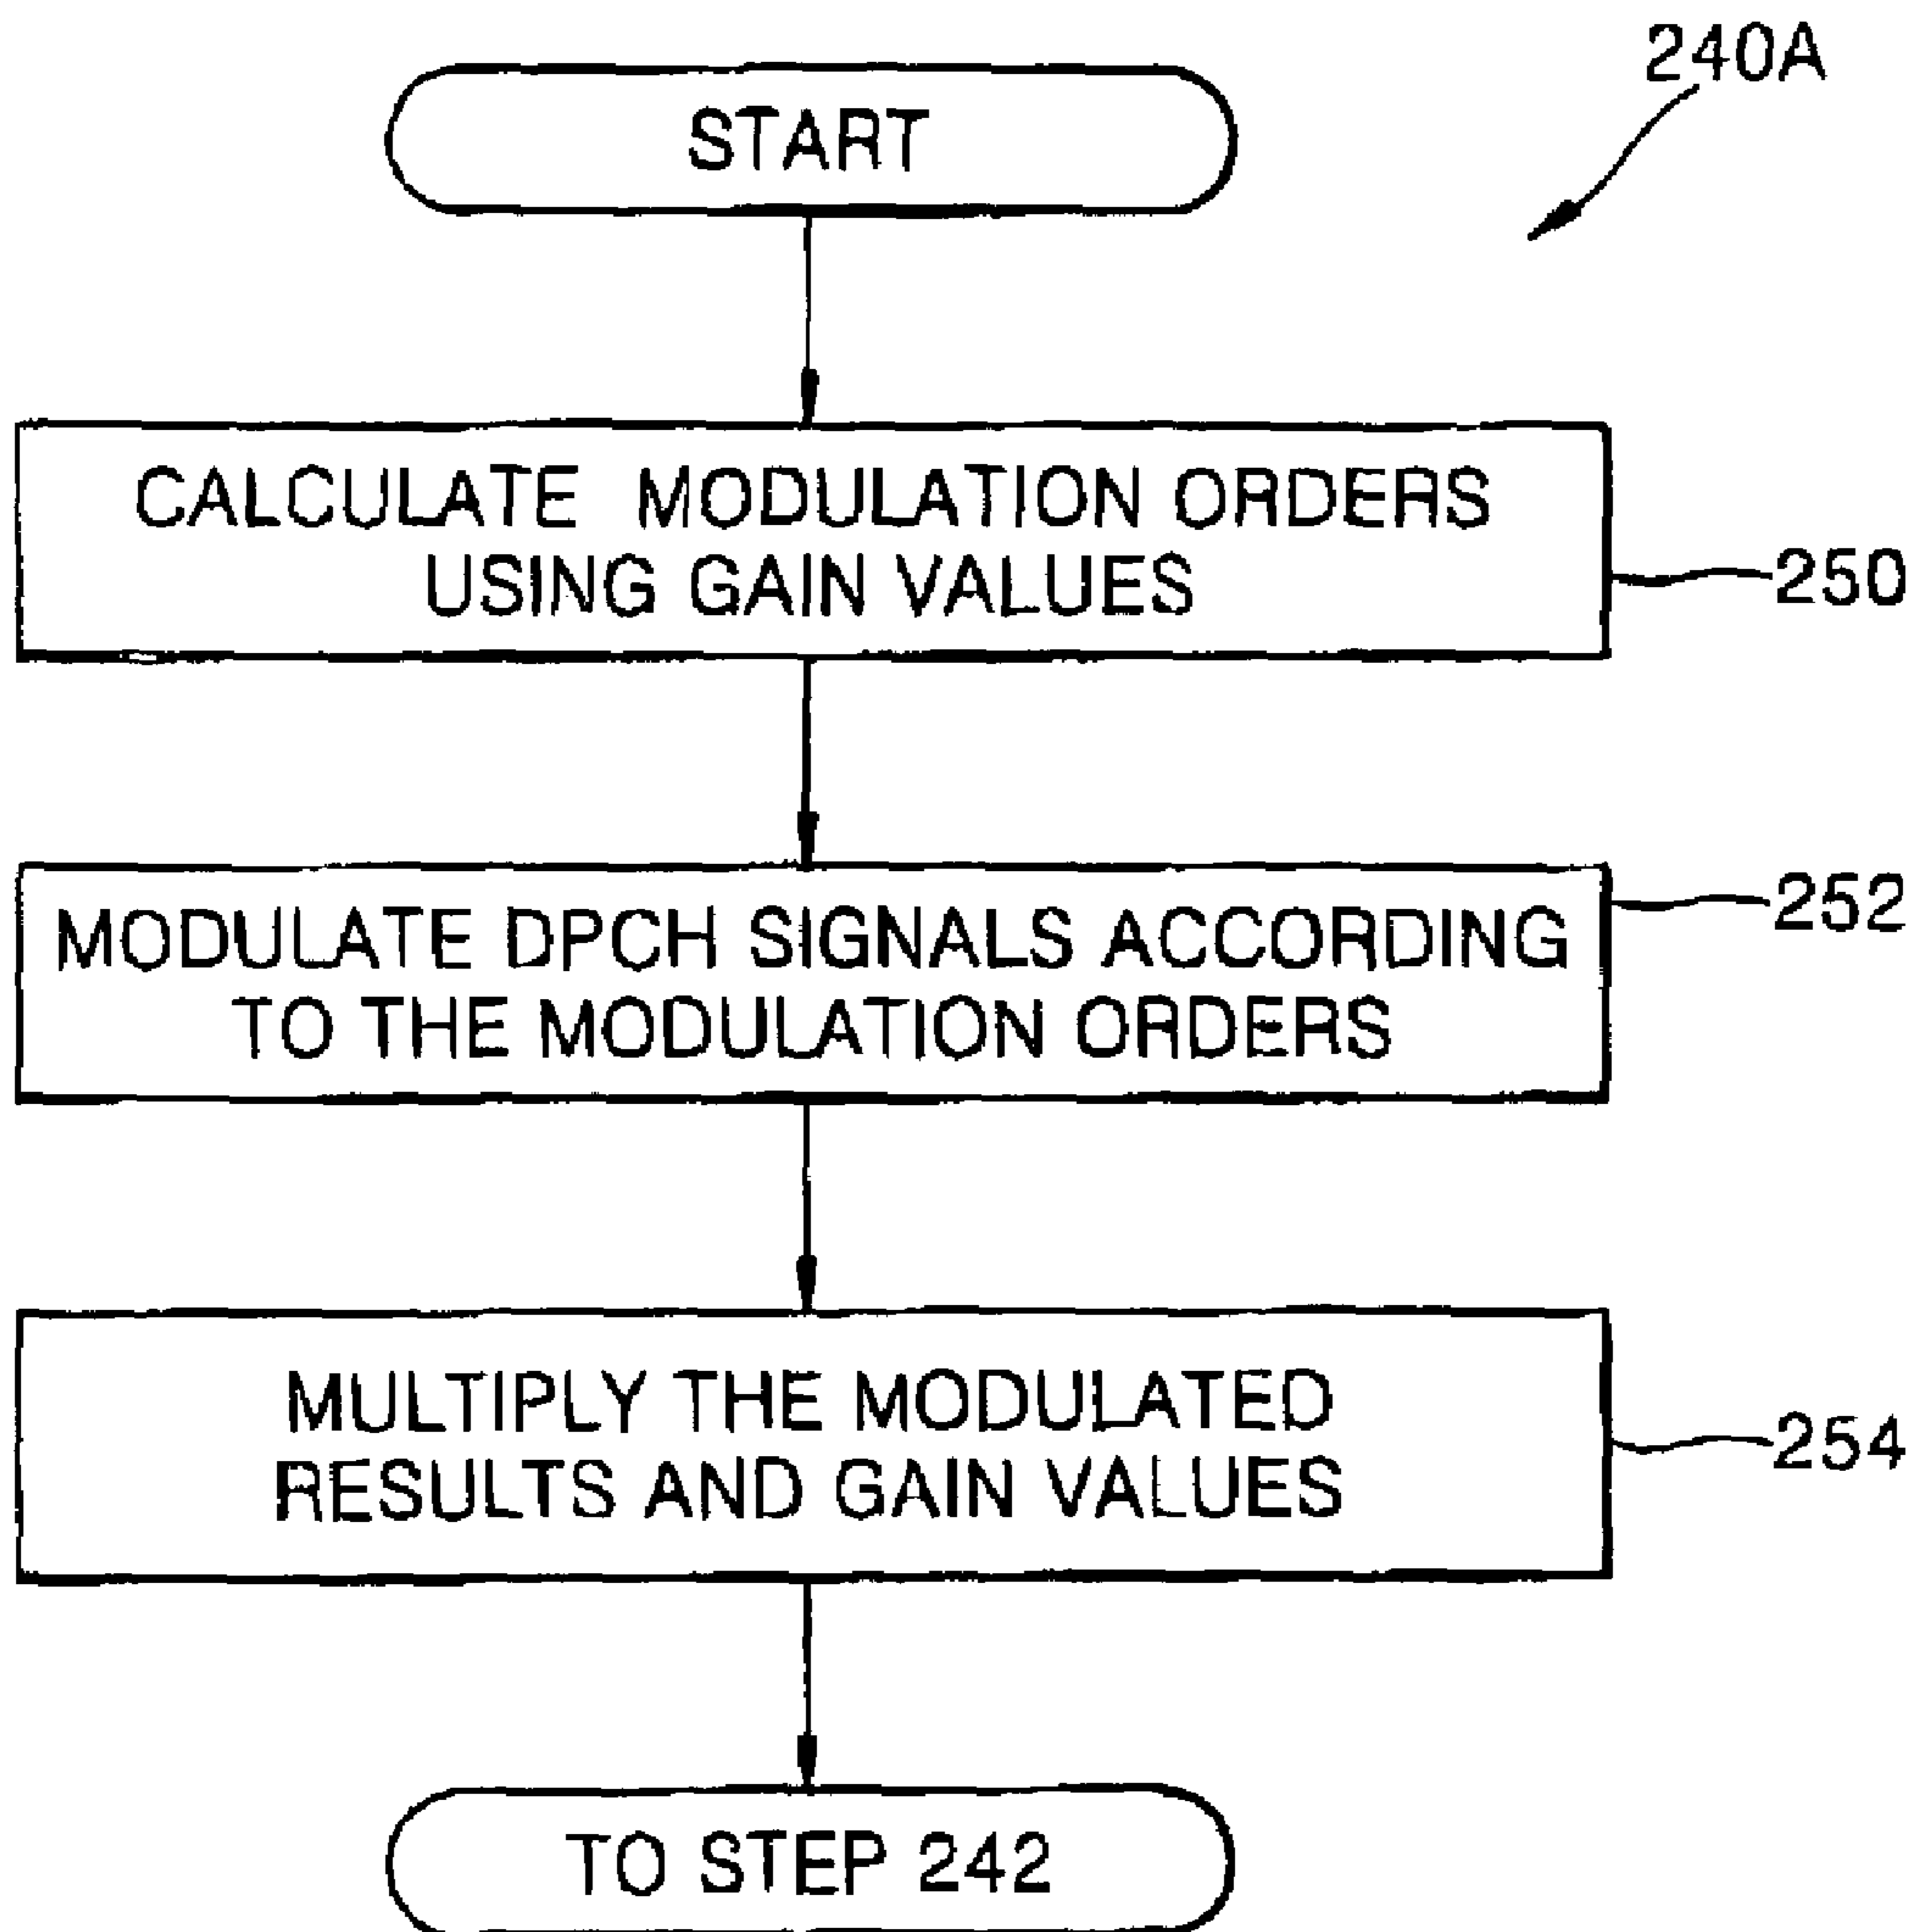 240A
START
CALCULATE MODULATION ORDERS
USING GAIN VALUES
250
MODULATE DPCH SIGNALS ACCORDING
TO THE MODULATION ORDERS
252
MULTIPLY THE MODULATED
RESULTS AND GAIN VALUES
254
TO STEP 242